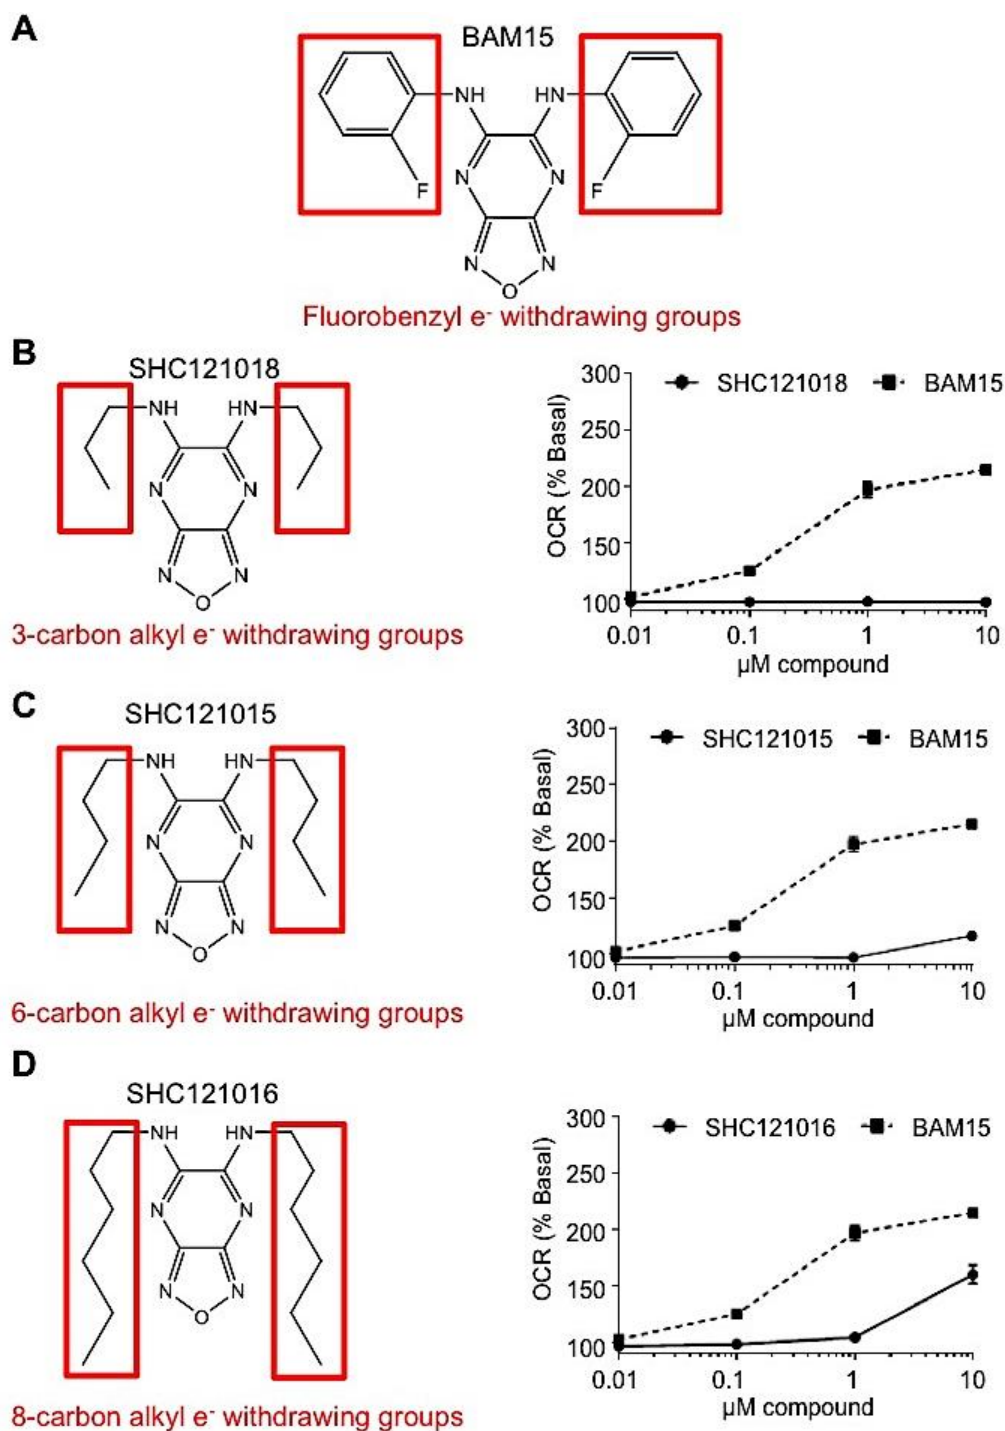 A
BAM15
HN HN
NH HN
F F
N N
N N
O
Fluorobenzyl e- withdrawing groups
B
SHC121018
NH HN
N N
N N
O
3-carbon alkyl e- withdrawing groups
SHC121018 BAM15
OCR (% Basal)
300
250
200
150
100
0.01 0.1 1 10
µM compound
C
SHC121015
NH HN
N N
N N
O
6-carbon alkyl e- withdrawing groups
SHC121015 BAM15
OCR (% Basal)
300
250
200
150
100
0.01 0.1 1 10
µM compound
D
SHC121016
NH HN
N N
N N
O
8-carbon alkyl e- withdrawing groups
SHC121016 BAM15
OCR (% Basal)
300
250
200
150
100
0.01 0.1 1 10
µM compound